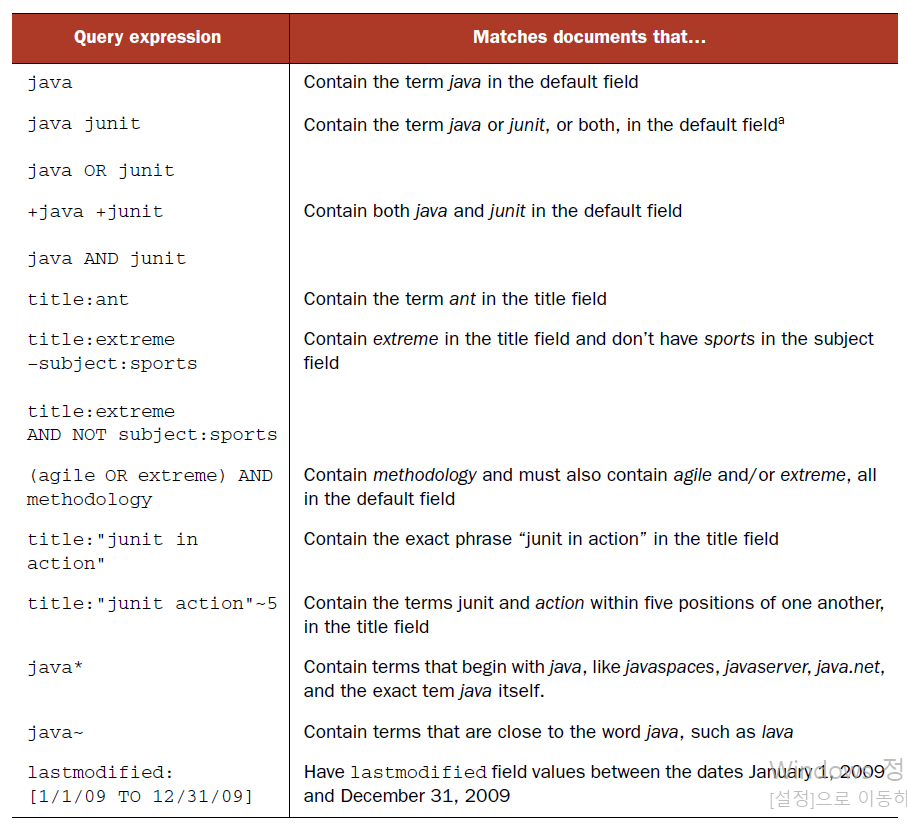 Query expression Matches documents that…
java Contain the term java in the default field
java junit Contain the term java or junit, or both, in the default fieldᵃ
java OR junit
+java +junit Contain both java and junit in the default field
java AND junit
title:ant Contain the term ant in the title field
title:extreme Contain extreme in the title field and don’t have sports in the subject
–subject:sports field
title:extreme
AND NOT subject:sports
(agile OR extreme) AND Contain methodology and must also contain agile and/or extreme, all
methodology in the default field
title:"junit in Contain the exact phrase “junit in action” in the title field
action"
title:"junit action"~5 Contain the terms junit and action within five positions of one another,
in the title field
java* Contain terms that begin with java, like javaspaces, javaserver, java.net,
and the exact tem java itself.
java~ Contain terms that are close to the word java, such as lava
lastmodified: Have lastmodified field values between the dates January 1, 2009
[1/1/09 TO 12/31/09] and December 31, 2009
Windows 정
[설정]으로 이동하